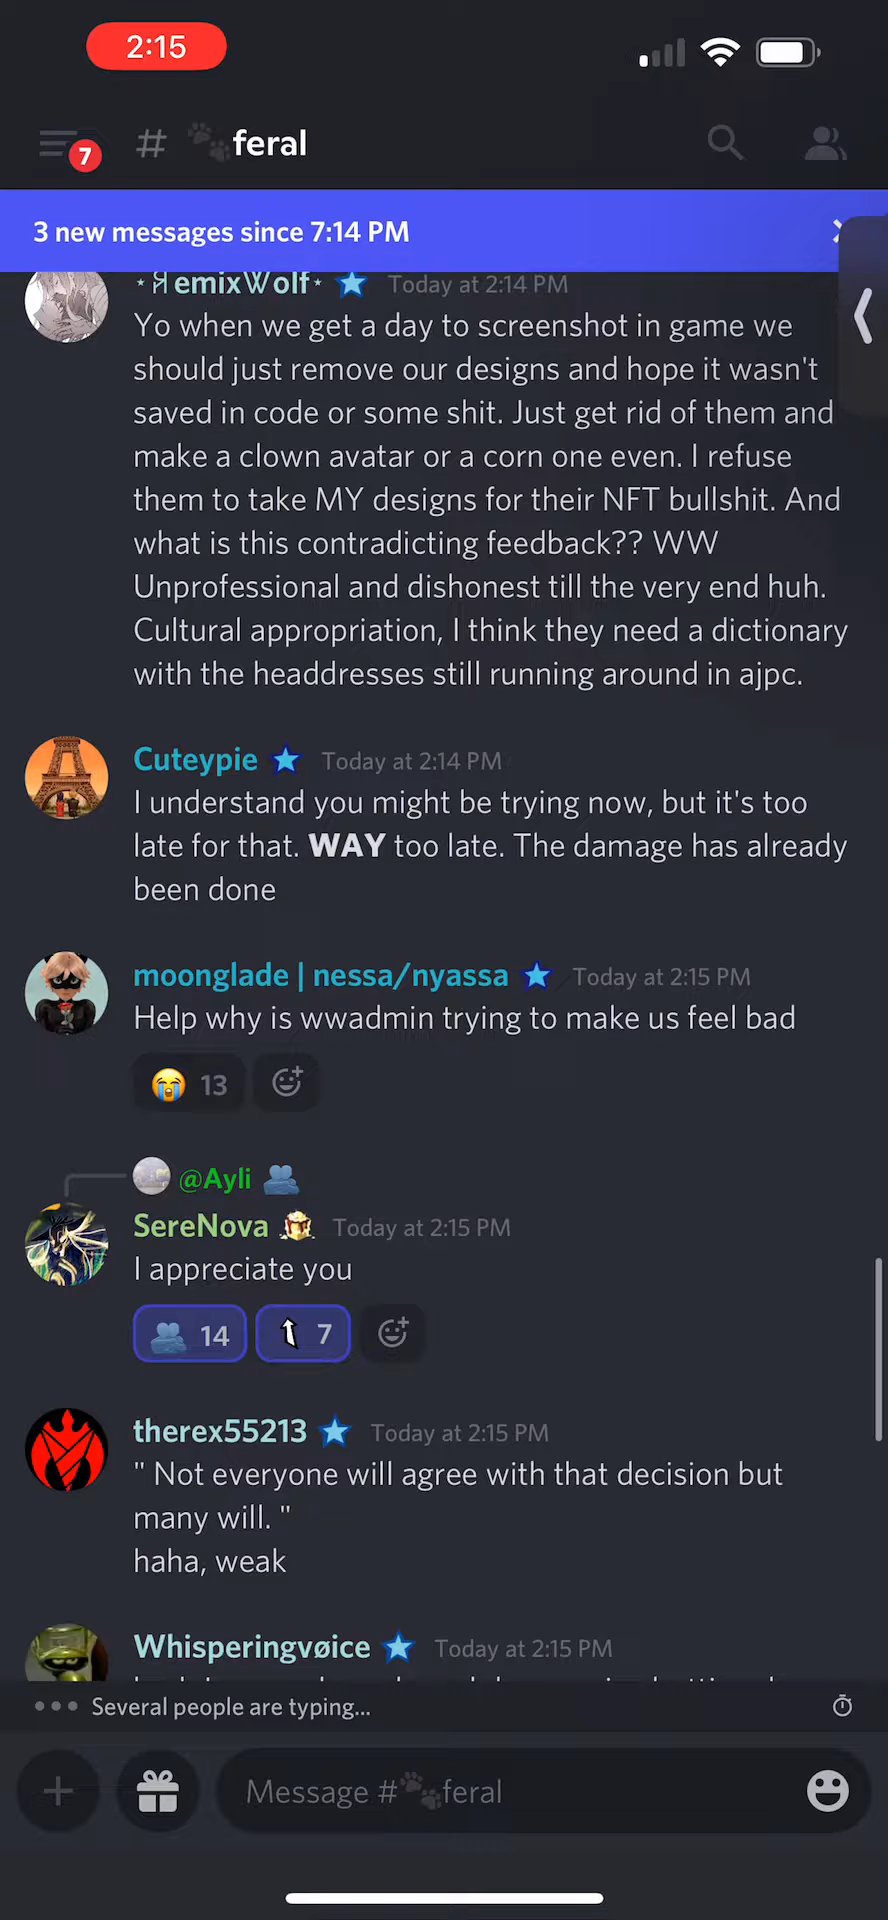 2:15
7
# feral
3 new messages since 7:14 PM
ЯemixWolf Today at 2:14 PM
Yo when we get a day to screenshot in game we
should just remove our designs and hope it wasn't
saved in code or some shit. Just get rid of them and
make a clown avatar or a corn one even. I refuse
them to take MY designs for their NFT bullshit. And
what is this contradicting feedback?? WW
Unprofessional and dishonest till the very end huh.
Cultural appropriation, I think they need a dictionary
with the headdresses still running around in ajpc.
Cuteypie Today at 2:14 PM
I understand you might be trying now, but it's too
late for that. WAY too late. The damage has already
been done
moonglade | nessa/nyassa Today at 2:15 PM
Help why is wwadmin trying to make us feel bad
13
@Ayli
SereNova Today at 2:15 PM
I appreciate you
14 7
therex55213 Today at 2:15 PM
" Not everyone will agree with that decision but
many will. "
haha, weak
Whisperingvøice Today at 2:15 PM
Several people are typing...
Message # feral